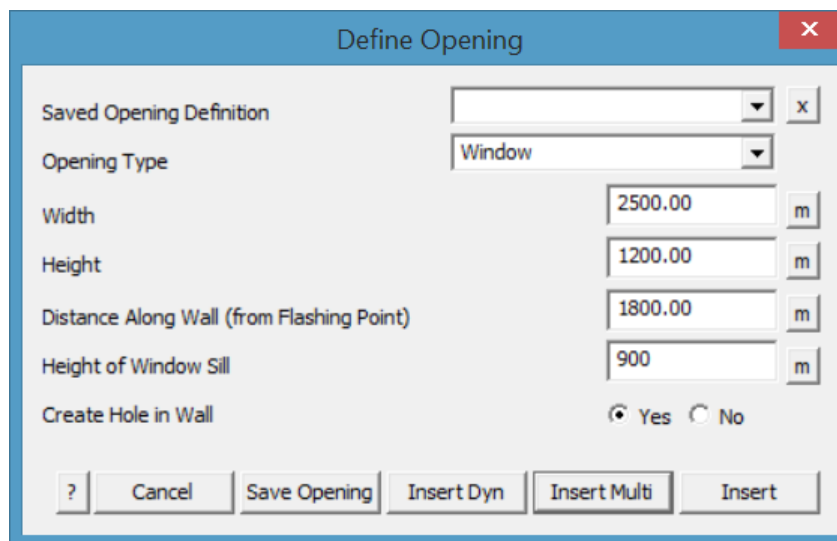 Define Opening
x
Saved Opening Definition x
Opening Type Window
Width 2500.00 m
Height 1200.00 m
Distance Along Wall (from Flashing Point) 1800.00 m
Height of Window Sill 900 m
Create Hole in Wall Yes No
? Cancel Save Opening Insert Dyn Insert Multi Insert